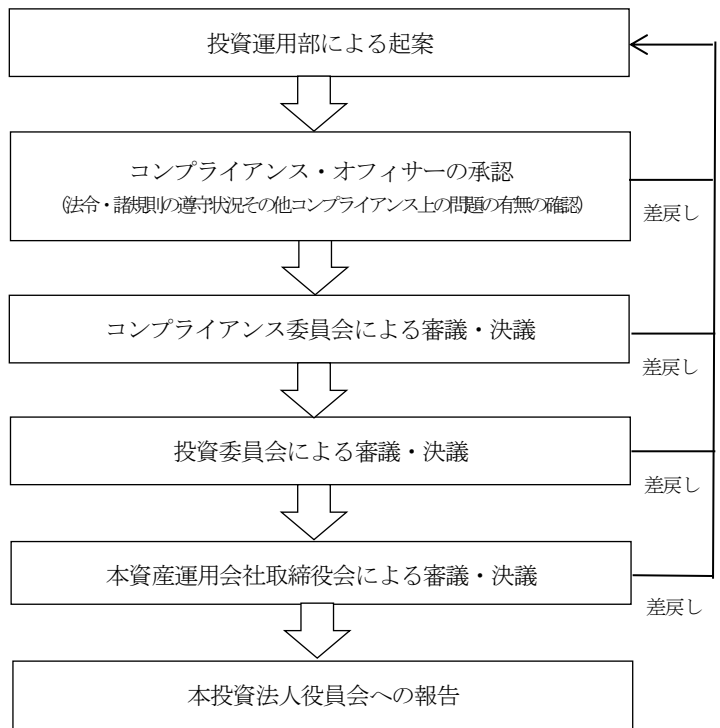 投資運用部による起案
コンプライアンス・オフィサーの承認
(法令・諸規則の遵守状況その他コンプライアンス上の問題の有無の確認)
差戻し
コンプライアンス委員会による審議・決議
差戻し
投資委員会による審議・決議
差戻し
本資産運用会社取締役会による審議・決議
差戻し
本投資法人役員会への報告